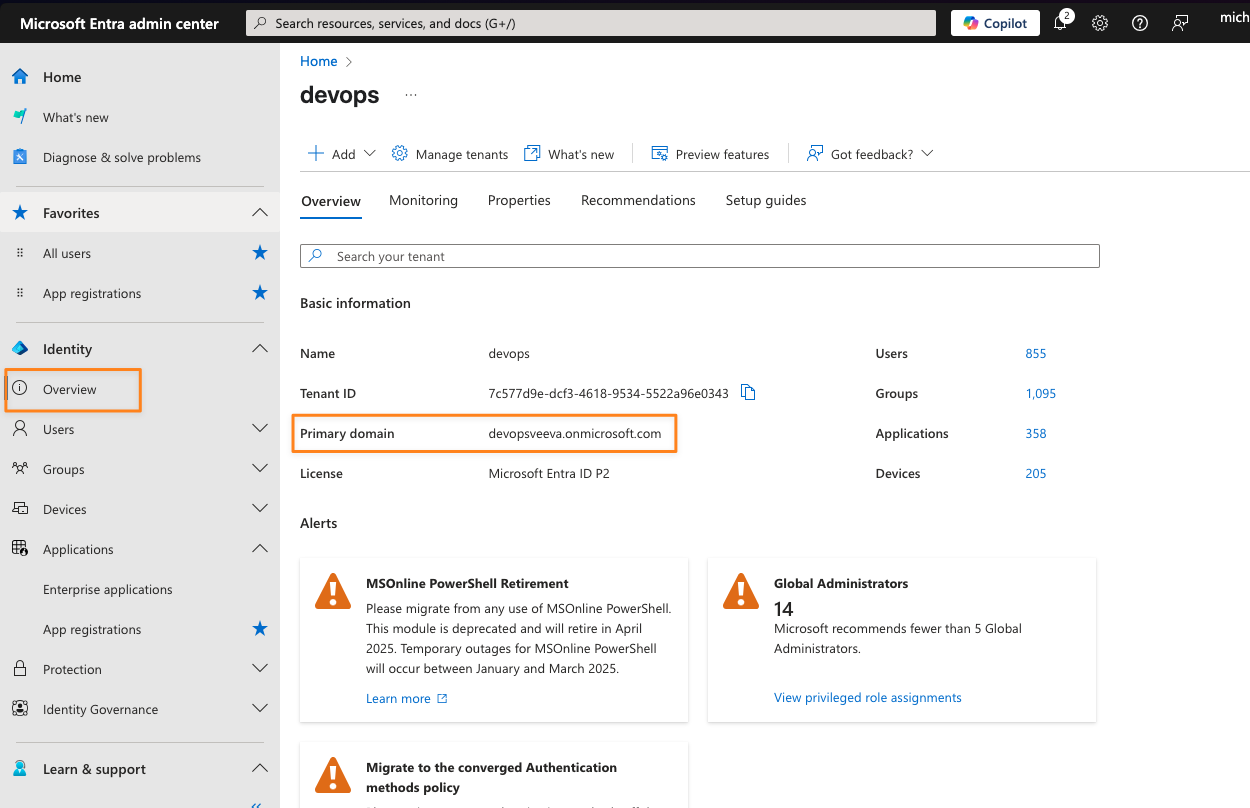 Microsoft Entra admin center
Search resources, services, and docs (G+/)
Copilot
2
mich
Home
What's new
Diagnose & solve problems
Favorites
All users
App registrations
Identity
Overview
Users
Groups
Devices
Applications
Enterprise applications
App registrations
Protection
Identity Governance
Learn & support
Home
devops
Add
Manage tenants
What's new
Preview features
Got feedback?
Overview
Monitoring
Properties
Recommendations
Setup guides
Search your tenant
Basic information
Name devops
Users 855
Tenant ID 7c577d9e-dcf3-4618-9534-5522a96e0343
Groups 1,095
Primary domain devopsveeva.onmicrosoft.com
Applications 358
License Microsoft Entra ID P2
Devices 205
Alerts
MSOnline PowerShell Retirement
Please migrate from any use of MSOnline PowerShell.
This module is deprecated and will retire in April
2025. Temporary outages for MSOnline PowerShell
will occur between January and March 2025.
Learn more
Global Administrators
14
Microsoft recommends fewer than 5 Global
Administrators.
View privileged role assignments
Migrate to the converged Authentication
methods policy